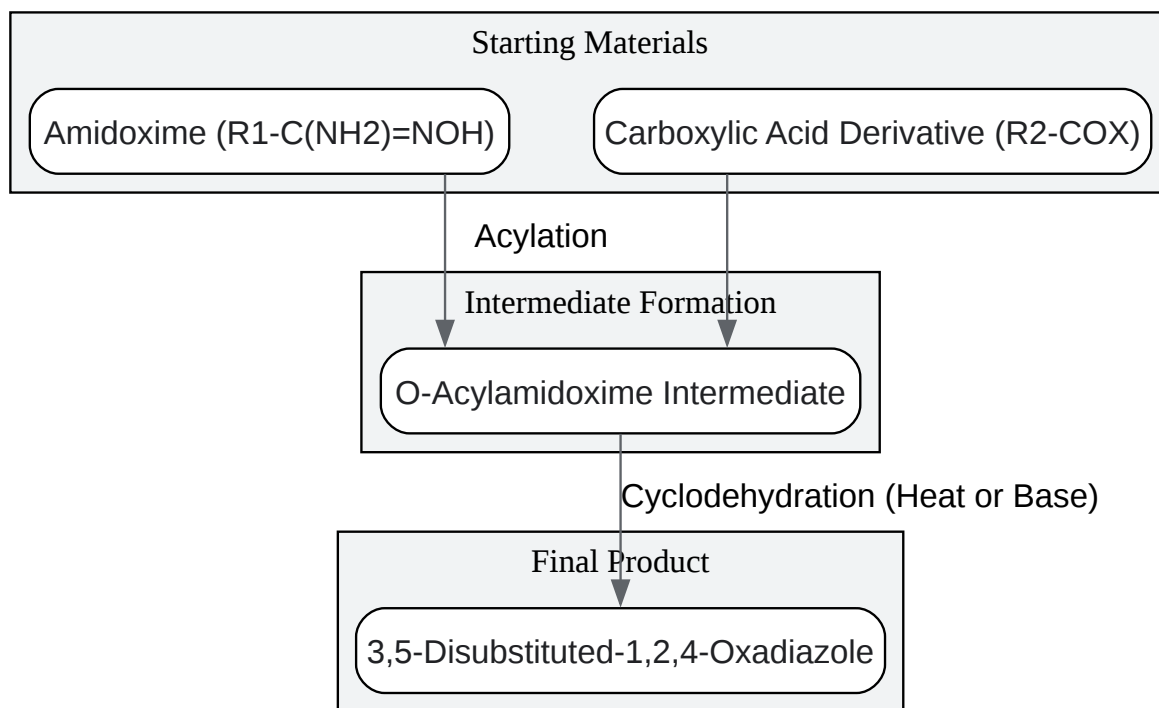 Starting Materials
Amidoxime (R1-C(NH2)=NOH)
Carboxylic Acid Derivative (R2-COX)
Acylation
Intermediate Formation
O-Acylamidoxime Intermediate
Cyclodehydration (Heat or Base)
Final Product
3,5-Disubstituted-1,2,4-Oxadiazole